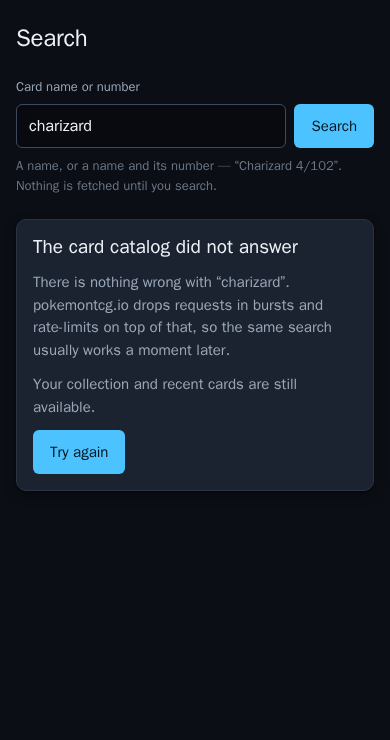 Search
Card name or number
charizard
Search
A name, or a name and its number — “Charizard 4/102”.
Nothing is fetched until you search.
The card catalog did not answer
There is nothing wrong with “charizard”.
pokemontcg.io drops requests in bursts and
rate-limits on top of that, so the same search
usually works a moment later.
Your collection and recent cards are still
available.
Try again